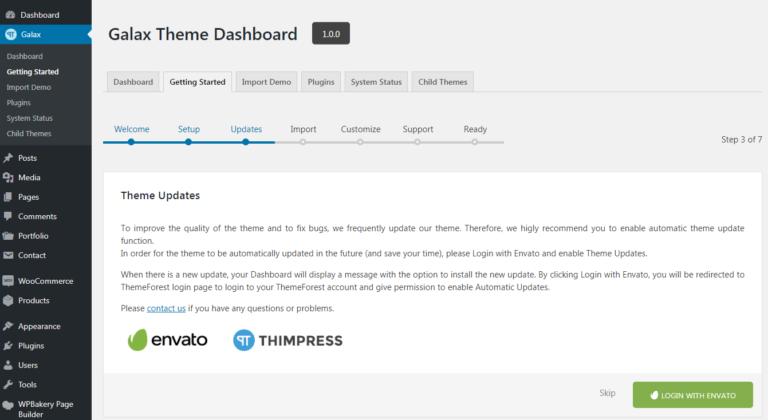 Dashboard
Galax
Dashboard
Getting Started
Import Demo
Plugins
System Status
Child Themes
Posts
Media
Pages
Comments
Portfolio
Contact
WooCommerce
Products
Appearance
Plugins
Users
Tools
WPBakery Page
Builder
Galax Theme Dashboard 1.0.0
Dashboard Getting Started Import Demo Plugins System Status Child Themes
Welcome Setup Updates Import Customize Support Ready
Step 3 of 7
Theme Updates
To improve the quality of the theme and to fix bugs, we frequently update our theme. Therefore, we higly recommend you to enable automatic theme update
function.
In order for the theme to be automatically updated in the future (and save your time), please Login with Envato and enable Theme Updates.
When there is a new update, your Dashboard will display a message with the option to install the new update. By clicking Login with Envato, you will be redirected to
ThemeForest login page to login to your ThemeForest account and give permission to enable Automatic Updates.
Please contact us if you have any questions or problems.
envato THIMPRESS
Skip LOGIN WITH ENVATO